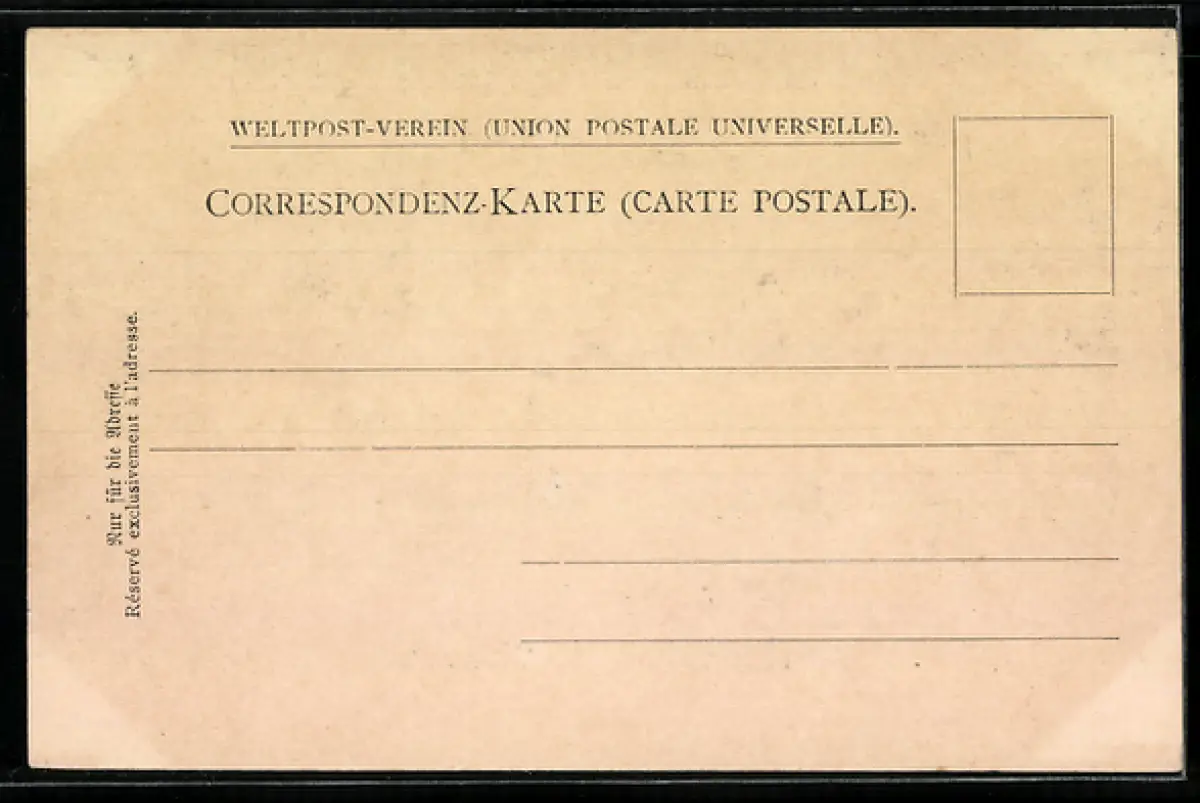 WELTPOST-VEREIN (UNION POSTALE UNIVERSELLE).
CORRESPONDENZ-KARTE (CARTE POSTALE).
Nur für die Adresse
Réservé exclusivement à l'adresse.